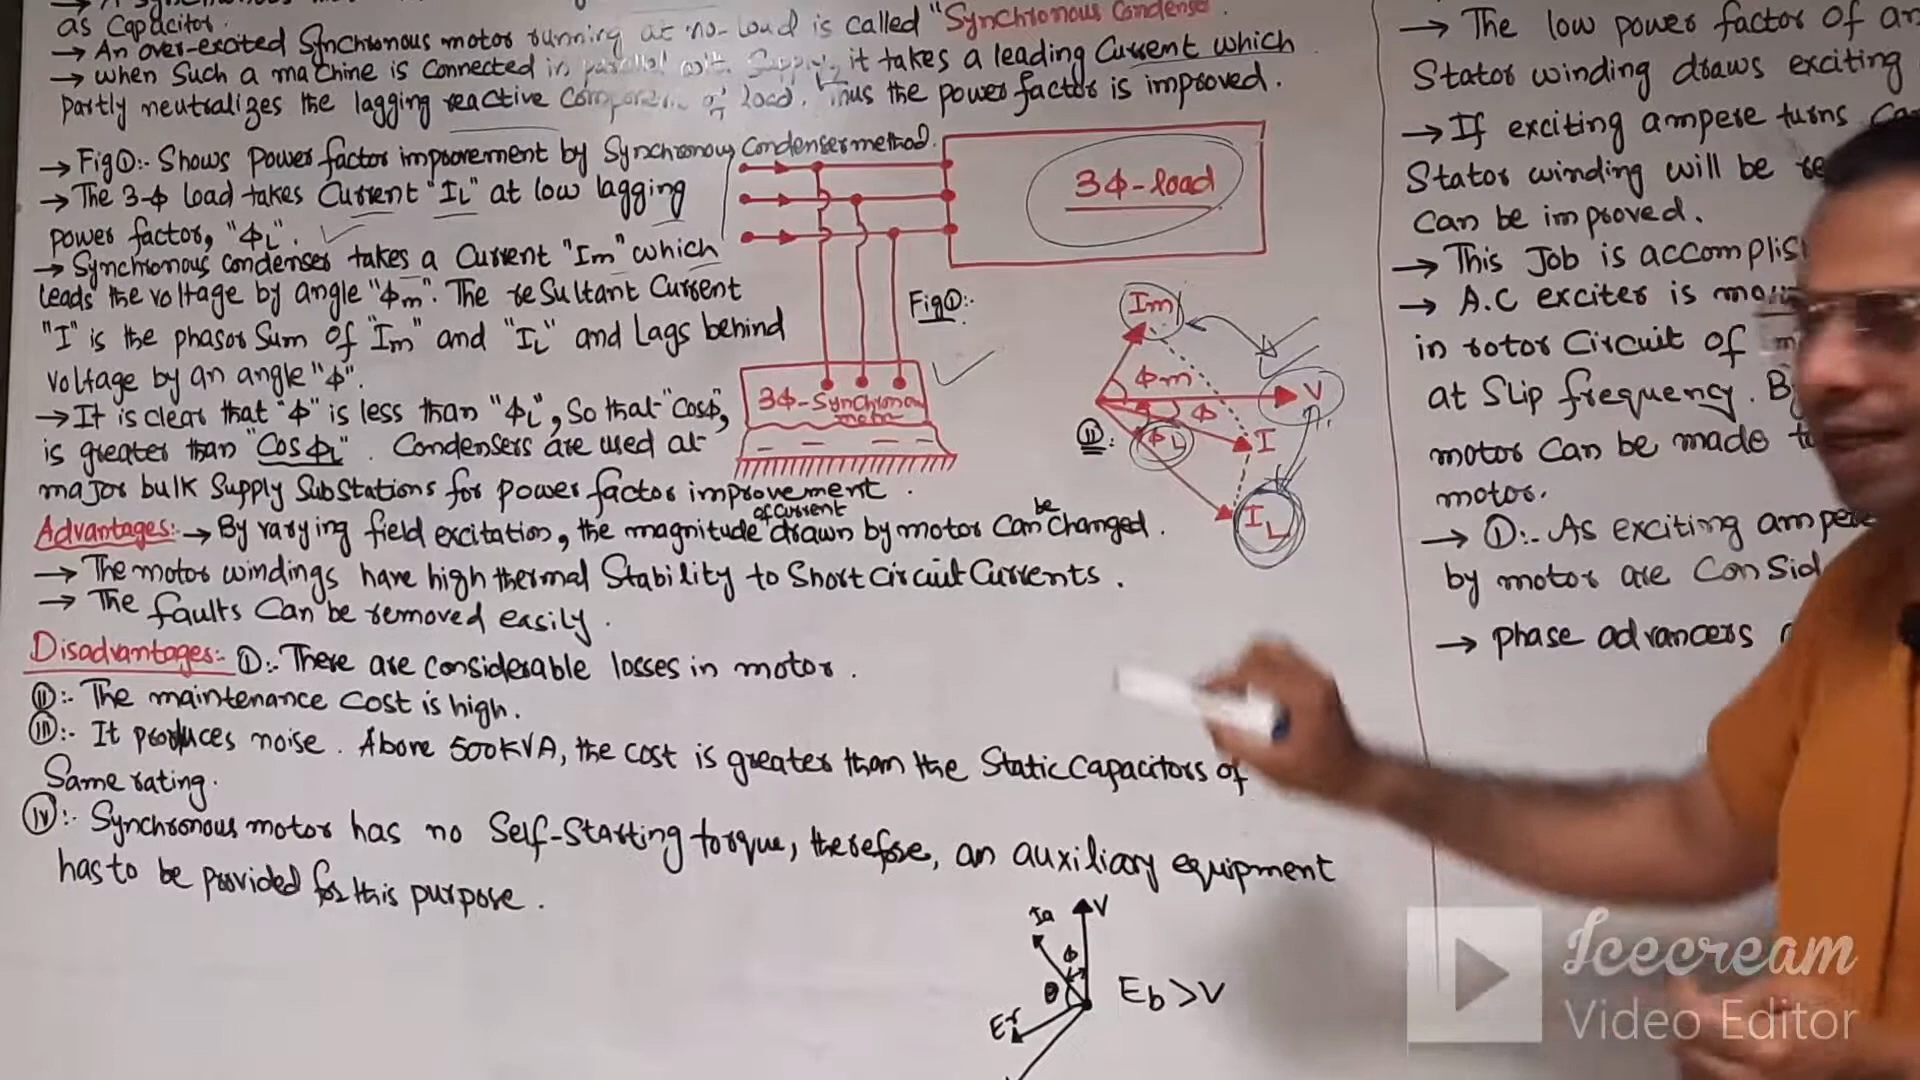 as Capacitor.
→ An over-excited Synchronous motor running at no-load is called "Synchronous Condenser.
→ when Such a machine is connected in parallel with Supply, it takes a leading Current which
partly neutralizes the lagging reactive Component of load. Thus the power factor is improved.
→ Fig ①:- Shows Power factor improvement by Synchronous Condenser method.
→ The 3-ϕ load takes Current "IL" at low lagging
power factor, "ϕL".
→ Synchronous condenser takes a Current "Im" which
leads the voltage by angle "ϕm". The resultant Current
"I" is the phasor Sum of "Im" and "IL" and Lags behind
voltage by an angle "ϕ".
→ It is clear that "ϕ" is less than "ϕL", So that "Cosϕ",
is greater than "CosϕL". Condensers are used at
major bulk Supply SubStations for power factor improvement.
Advantages:- → By varying field excitation, the magnitude of current drawn by motor Can be Changed.
→ The motor windings have high thermal Stability to Short Circuit Currents.
→ The faults Can be removed easily.
Disadvantages:- ①:- There are considerable losses in motor.
ⅱ:- The maintenance Cost is high.
ⅲ:- It produces noise. Above 500KVA, the cost is greater than the Static Capacitors of
Same rating.
ⅳ:- Synchronous motor has no Self-Starting torque, therefore, an auxiliary equipment
has to be provided for this purpose.
3ϕ-load
Fig①:-
3ϕ-Synchronous
motor
Im
ϕm
V
ϕ
ϕL
I
IL
ⅱ:
Ia
V
ϕ
θ
Er
Eb>V
→ The low power factor of an
Stator winding draws exciting
→ If exciting ampere turns
Stator winding will be
Can be improved.
→ This Job is
→ A.C exciter is
in rotor Circuit of
at Slip frequency.
motor Can be made
motor.
→ ①:- As exciting
by motor are
→ phase advancers
Icecream
Video Editor